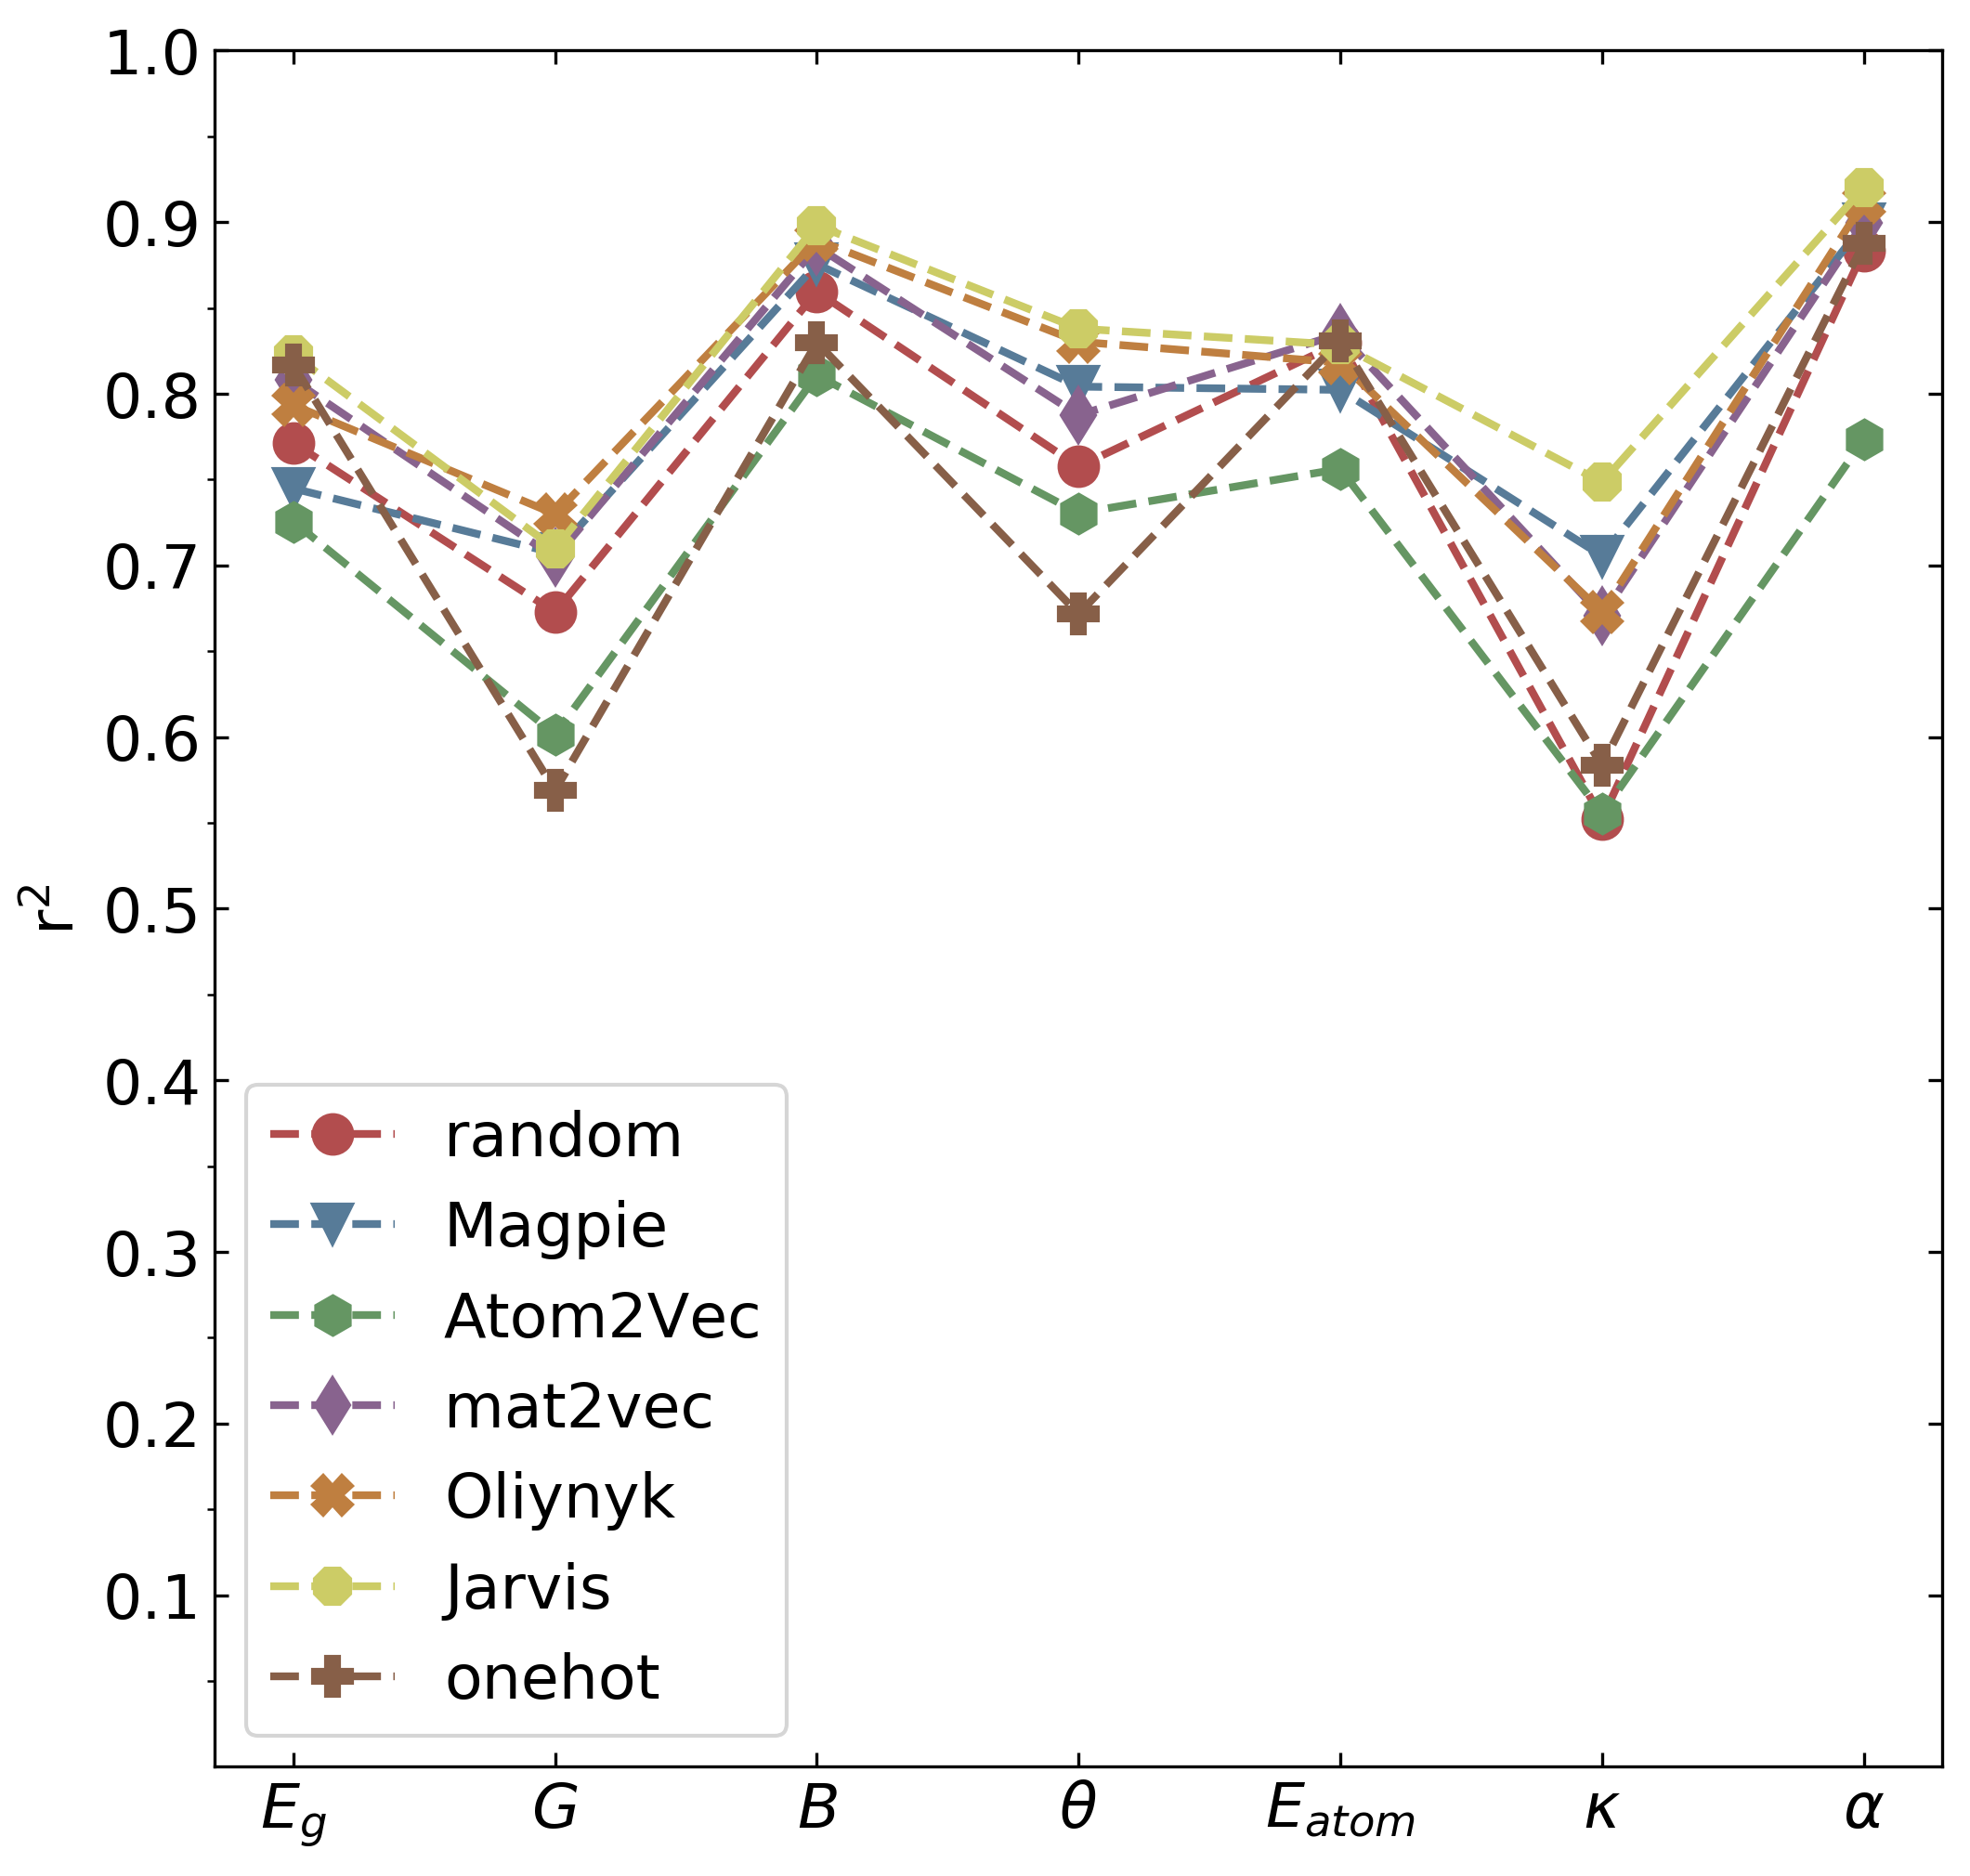 1.0
0.9
0.8
0.7
0.6
0.5
0.4
0.3
0.2
0.1
r²
random
Magpie
Atom2Vec
mat2vec
Oliynyk
Jarvis
onehot
E_g G B θ E_atom κ α